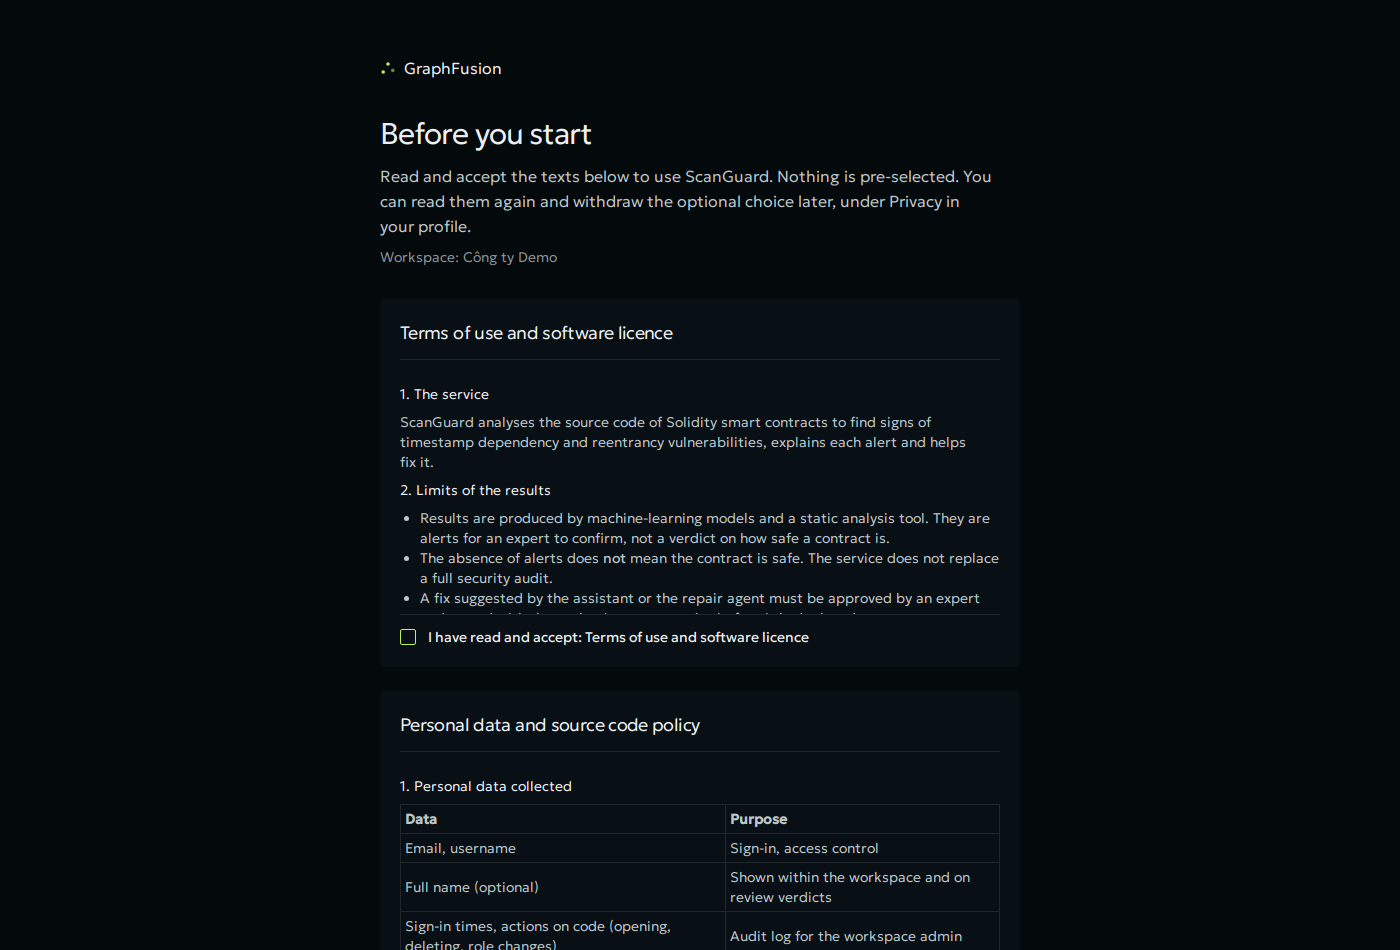 GraphFusion
Before you start
Read and accept the texts below to use ScanGuard. Nothing is pre-selected. You
can read them again and withdraw the optional choice later, under Privacy in
your profile.
Workspace: Công ty Demo
Terms of use and software licence
1. The service
ScanGuard analyses the source code of Solidity smart contracts to find signs of
timestamp dependency and reentrancy vulnerabilities, explains each alert and helps
fix it.
2. Limits of the results
Results are produced by machine-learning models and a static analysis tool. They are
alerts for an expert to confirm, not a verdict on how safe a contract is.
The absence of alerts does not mean the contract is safe. The service does not replace
a full security audit.
A fix suggested by the assistant or the repair agent must be approved by an expert
I have read and accept: Terms of use and software licence
Personal data and source code policy
1. Personal data collected
Data Purpose
Email, username Sign-in, access control
Full name (optional) Shown within the workspace and on
review verdicts
Sign-in times, actions on code (opening,
deleting, role changes) Audit log for the workspace admin